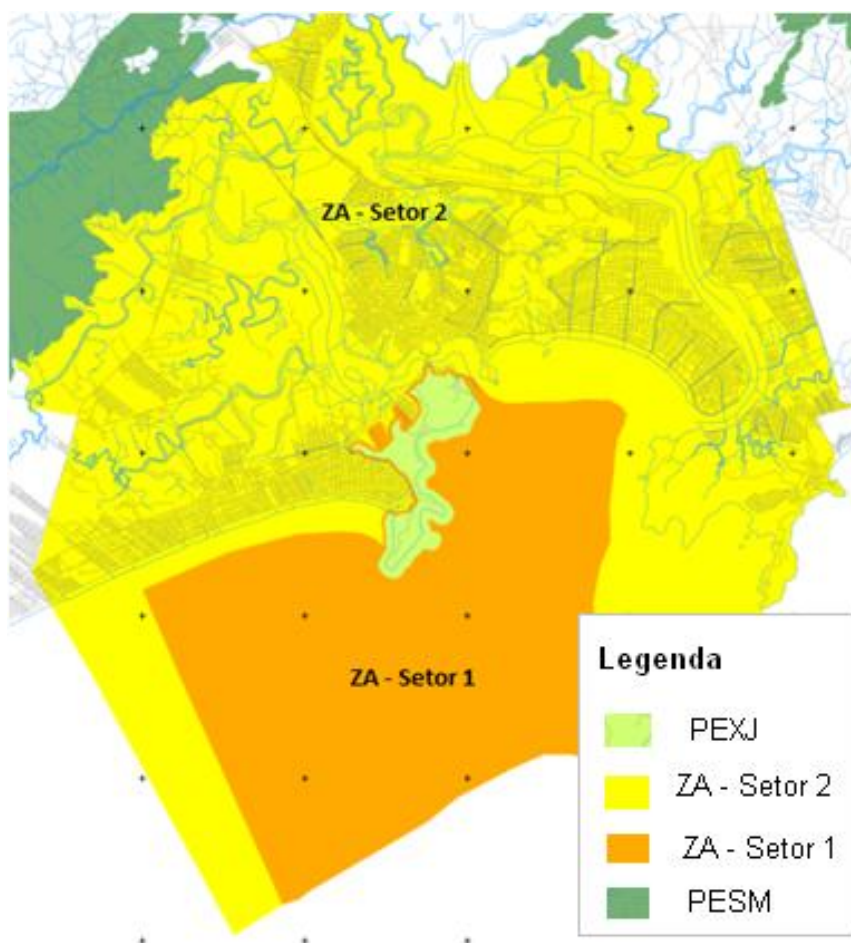 ZA - Setor 2
ZA - Setor 1
Legenda
PEXJ
ZA - Setor 2
ZA - Setor 1
PESM